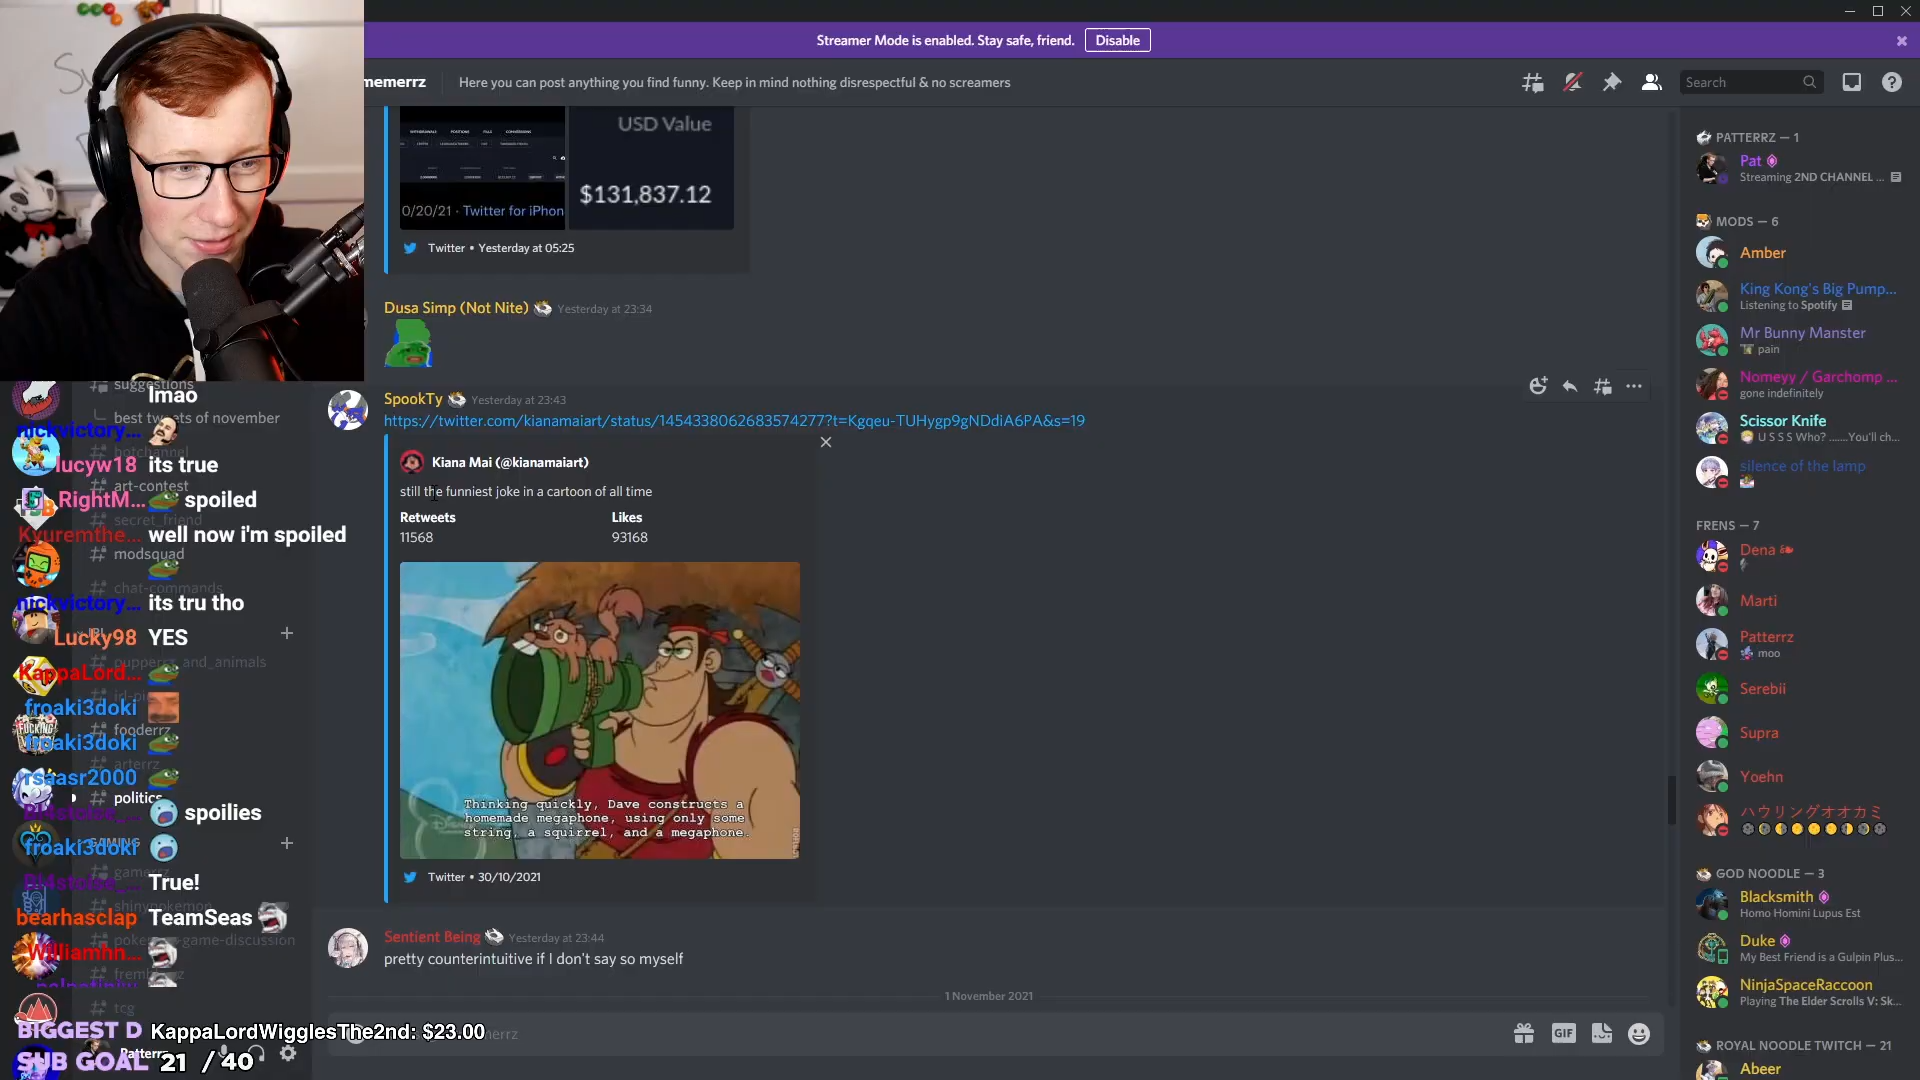 Streamer Mode is enabled. Stay safe, friend. Disable
memerrz Here you can post anything you find funny. Keep in mind nothing disrespectful & no screamers
Search
USD Value
$131,837.12
0/20/21 · Twitter for iPhon
Twitter • Yesterday at 05:25
Dusa Simp (Not Nite) Yesterday at 23:34
SpookTy Yesterday at 23:43
https://twitter.com/kianamaiart/status/1454338062683574277?t=Kgqeu-TUHygp9gNDdiA6PA&s=19
Kiana Mai (@kianamaiart)
still the funniest joke in a cartoon of all time
Retweets Likes
11568 93168
Thinking quickly, Dave constructs a
homemade megaphone, using only some
string, a squirrel, and a megaphone.
Twitter • 30/10/2021
Sentient Being Yesterday at 23:44
pretty counterintuitive if I don't say so myself
1 November 2021
GIF
suggestions
lmao
best tweets of november
nickvictory...
botchannel
lucyw18 its true
art-contest
RightM... spoiled
secret_friend
Kyuremthe... well now i'm spoiled
modsquad
chat-commands
nickvictory... its tru tho
Lucky98 YES
pupperrz_and_animals
KappaLord...
froaki3doki
fooderrz
froaki3doki
arterrz
rsaasr2000
politics
spoilies
GAMING
froaki3doki
gamerrz
True!
shinypokemon
bearhasclap TeamSeas
game-discussion
Williamhn...
tcg
BIGGEST D KappaLordWigglesThe2nd: $23.00
SUB GOAL 21 / 40
Patterrz
PATTERRZ — 1
Pat
Streaming 2ND CHANNEL ...
MODS — 6
Amber
King Kong's Big Pump...
Listening to Spotify
Mr Bunny Manster
pain
Nomeyy / Garchomp ...
gone indefinitely
Scissor Knife
U S S S Who? .......You'll ch...
silence of the lamp
FRENS — 7
Dena
Marti
Patterrz
moo
Serebii
Supra
Yoehn
ハウリングオオカミ
GOD NOODLE — 3
Blacksmith
Homo Homini Lupus Est
Duke
My Best Friend is a Gulpin Plus...
NinjaSpaceRaccoon
Playing The Elder Scrolls V: Sk...
ROYAL NOODLE TWITCH — 21
Abeer